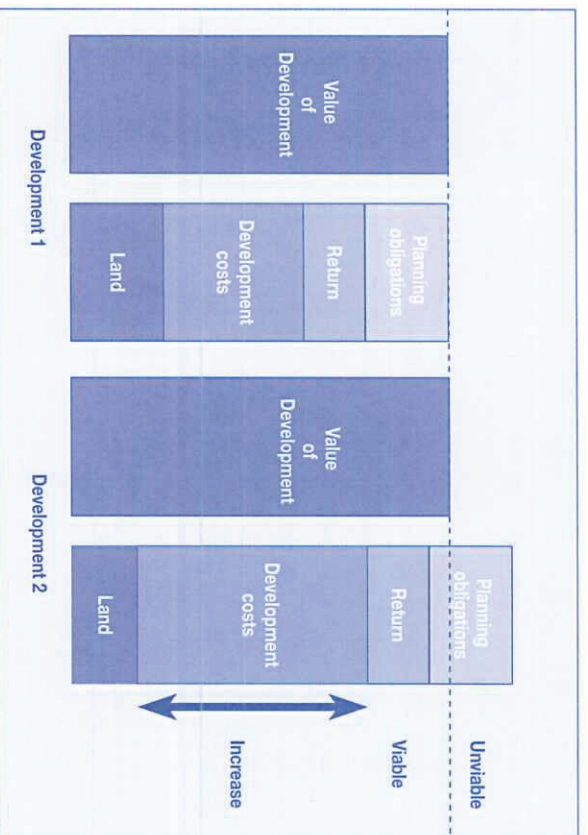 Value
of
Development
Planning
obligations
Return
Development
costs
Land
Development 1
Value
of
Development
Planning
obligations
Return
Development
costs
Land
Development 2
Unviable
Viable
Increase